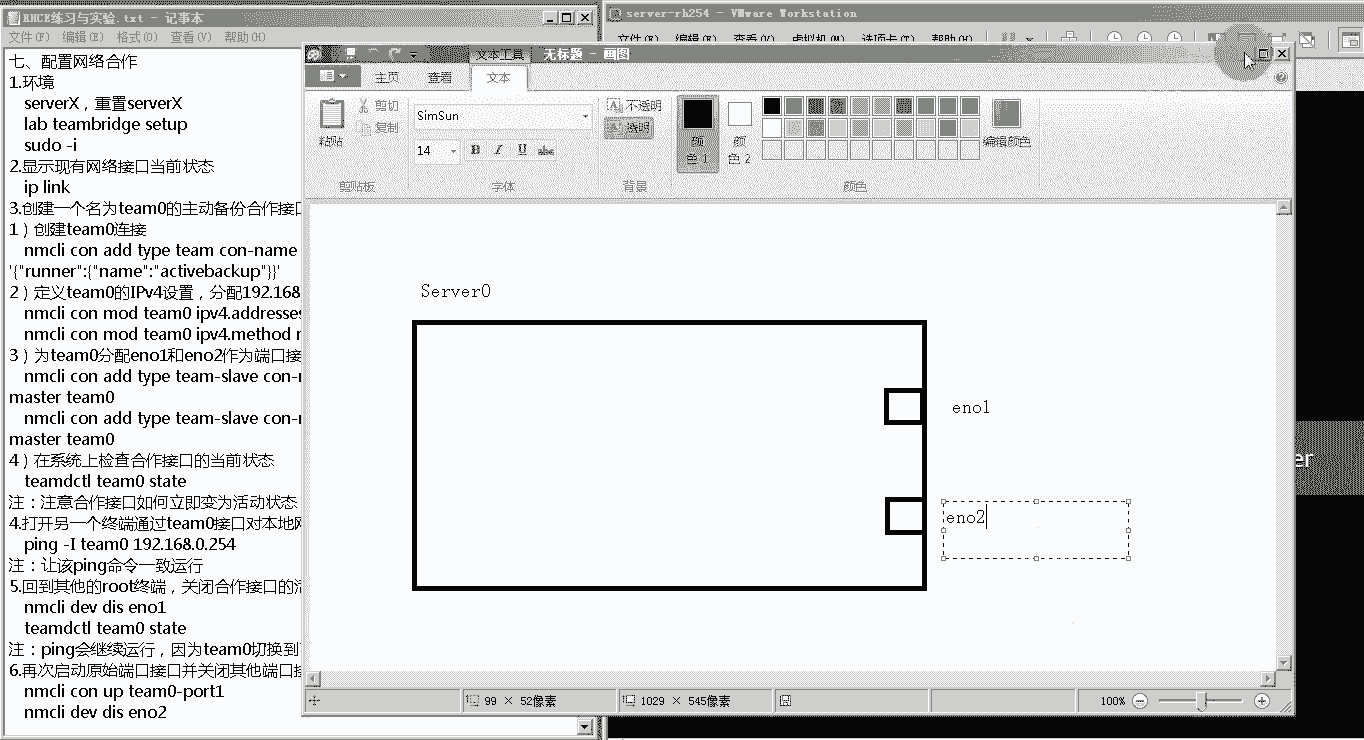 RHCE练习与实验.txt - 记事本
文件(F) 编辑(E) 格式(O) 查看(V) 帮助(H)
七、配置网络合作
1.环境
serverX，重置serverX
lab teambridge setup
sudo -i
2.显示现有网络接口当前状态
ip link
3.创建一个名为team0的主动备份合作接口
1）创建team0连接
nmcli con add type team con-name
'{"runner":{"name":"activebackup"}}'
2）定义team0的IPv4设置，分配192.168
nmcli con mod team0 ipv4.addresses
nmcli con mod team0 ipv4.method
3）为team0分配eno1和eno2作为端口接
nmcli con add type team-slave
master team0
nmcli con add type team-slave
master team0
4）在系统上检查合作接口的当前状态
teamdctl team0 state
注：注意合作接口如何立即变为活动状态
4.打开另一个终端通过team0接口对本地网
ping -I team0 192.168.0.254
注：让该ping命令一致运行
5.回到其他的root终端，关闭合作接口的活
nmcli dev dis eno1
teamdctl team0 state
注：ping会继续运行，因为team0切换到
6.再次启动原始端口接口并关闭其他端口接
nmcli con up team0-port1
nmcli dev dis eno2
server-rh254 - VMware Workstation
文件(F) 编辑(E) 查看(V) 虚拟机(M) 选项卡(T) 帮助(H)
文本工具 无标题 - 画图
主页 查看 文本
粘贴 剪切 复制
剪贴板
SimSun
14 B I U abc
字体
不透明
透明
背景
颜色 1
颜色 2
编辑颜色
颜色
Server0
eno1
eno2
99 × 52像素
1029 × 545像素
100%
er